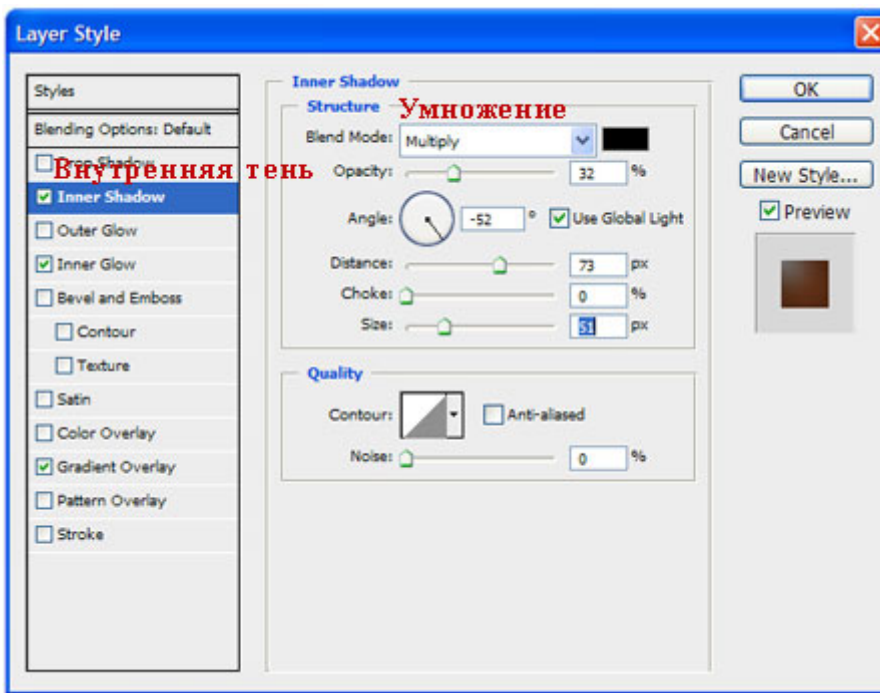 Layer Style
Styles
Blending Options: Default
Drop Shadow
Внутренняя тень
Inner Shadow
Outer Glow
Inner Glow
Bevel and Emboss
Contour
Texture
Satin
Color Overlay
Gradient Overlay
Pattern Overlay
Stroke
Inner Shadow
Structure
Умножение
Blend Mode: Multiply
Opacity: 32 %
Angle: -52 ° Use Global Light
Distance: 73 px
Choke: 0 %
Size: 51 px
Quality
Contour: Anti-aliased
Noise: 0 %
OK
Cancel
New Style...
Preview